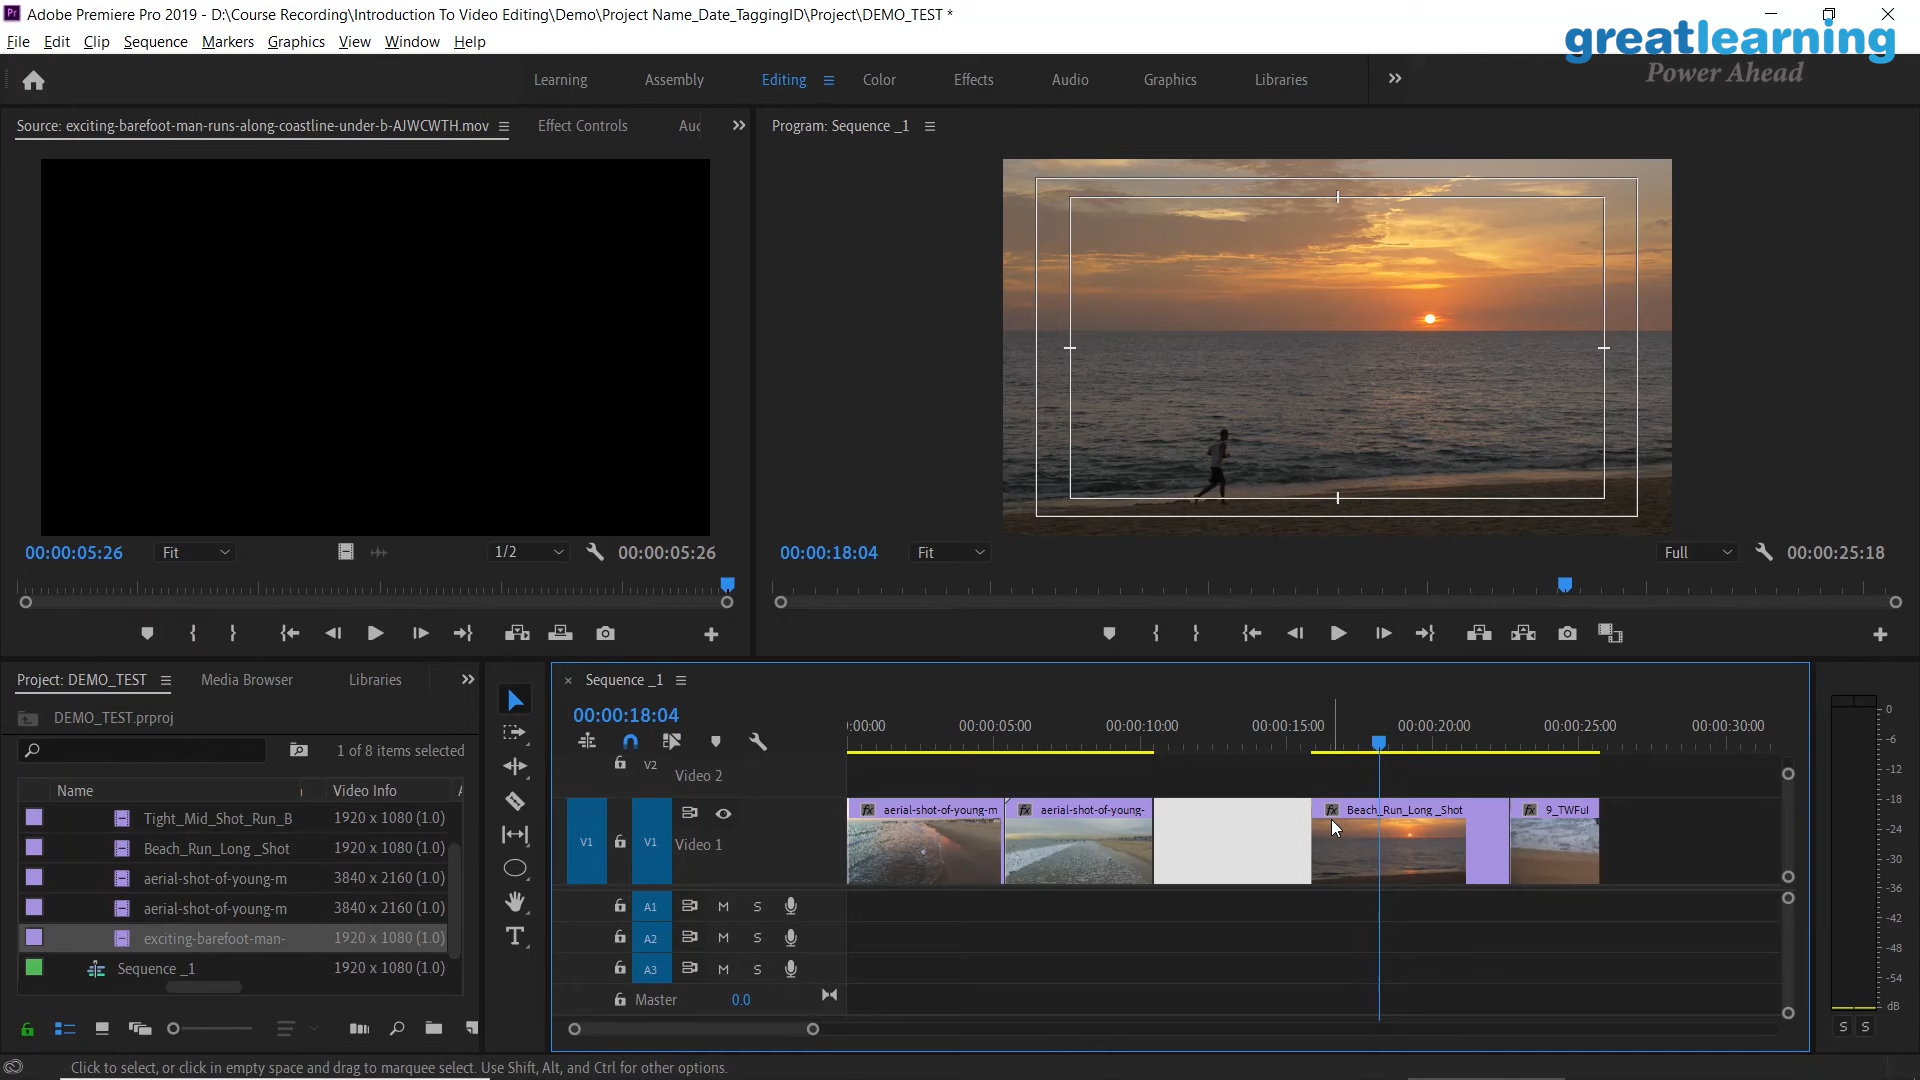 Pr Adobe Premiere Pro 2019 - D:\Course Recording\Introduction To Video Editing\Demo\Project Name_Date_TaggingID\Project\DEMO_TEST *
File Edit Clip Sequence Markers Graphics View Window Help
greatlearning
Power Ahead
Learning Assembly Editing Color Effects Audio Graphics Libraries
Source: exciting-barefoot-man-runs-along-coastline-under-b-AJWCWTH.mov Effect Controls Auc
Program: Sequence _1
00:00:05:26 Fit 1/2 00:00:05:26
00:00:18:04 Fit Full 00:00:25:18
Project: DEMO_TEST Media Browser Libraries
DEMO_TEST.prproj
1 of 8 items selected
Name Video Info
Tight_Mid_Shot_Run_B 1920 x 1080 (1.0)
Beach_Run_Long _Shot 1920 x 1080 (1.0)
aerial-shot-of-young-m 3840 x 2160 (1.0)
aerial-shot-of-young-m 3840 x 2160 (1.0)
exciting-barefoot-man- 1920 x 1080 (1.0)
Sequence _1 1920 x 1080 (1.0)
× Sequence _1
00:00:18:04
:00:00 00:00:05:00 00:00:10:00 00:00:15:00 00:00:20:00 00:00:25:00 00:00:30:00
V2 Video 2
V1 V1 Video 1
fx aerial-shot-of-young-m fx aerial-shot-of-young- fx Beach_Run_Long _Shot fx 9_TWFul
A1 M S
A2 M S
A3 M S
Master 0.0
0
-6
-12
-18
-24
-30
-36
-42
-48
-54
dB
S S
Click to select, or click in empty space and drag to marquee select. Use Shift, Alt, and Ctrl for other options.